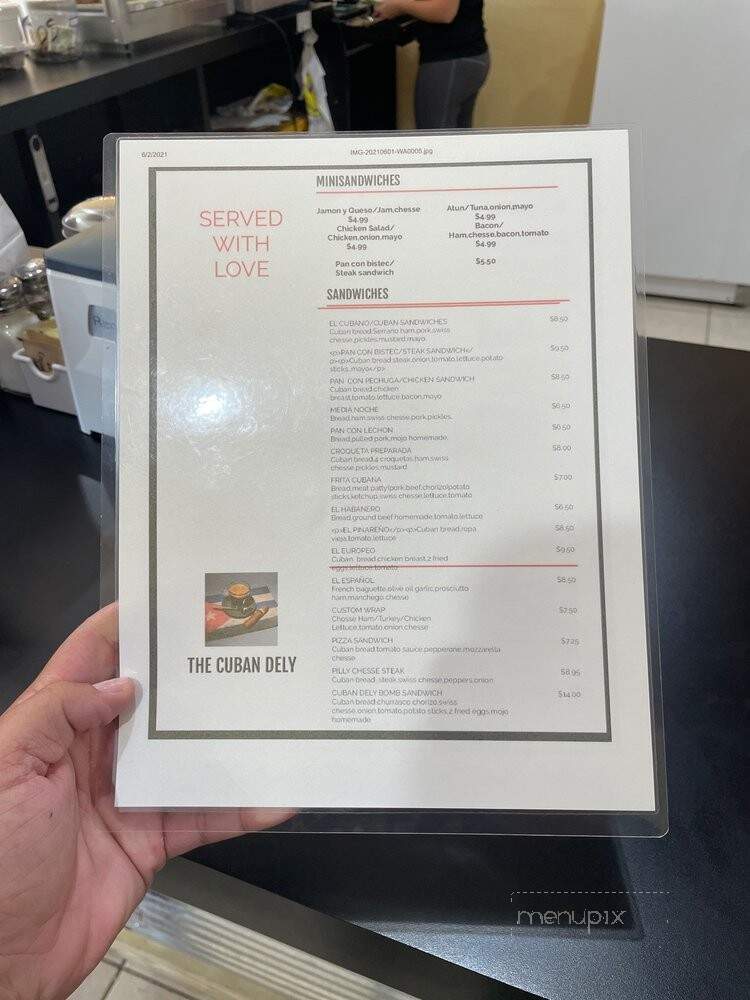 6/2/2021
IMG-20210601-WA0005.jpg
SERVED
WITH
LOVE
MINISANDWICHES
Jamon y Queso/Jam,chesse
$4.99
Chicken Salad/
Chicken,onion,mayo
$4.99
Pan con bistec/
Steak sandwich
Atun/Tuna,onion,mayo
$4.99
Bacon/
Ham,chesse,bacon,tomato
$4.99
$5.50
SANDWICHES
EL CUBANO/CUBAN SANDWICHES $8.50
Cuban bread,Serrano ham,pork,swiss
chesse,pickles,mustard,mayo
<p>PAN CON BISTEC/STEAK SANDWICH</ $9.50
p><p>Cuban bread,steak,onion,tomato,lettuce,potato
sticks,mayo</p>
PAN CON PECHUGA/CHICKEN SANDWICH $8.50
Cuban bread,chicken
breast,tomato,lettuce,bacon,mayo
MEDIA NOCHE $6.50
Bread,ham,swiss chesse,pork,pickles.
PAN CON LECHON $6.50
Bread,pulled pork,mojo homemade.
CROQUETA PREPARADA $8.00
Cuban bread,4 croquetas,ham,swiss
chesse,pickles,mustard
FRITA CUBANA $7.00
Bread,meat patty(pork,beef,chorizo)potato
sticks,ketchup,swiss chesse,lettuce,tomato
EL HABANERO $6.50
Bread,ground beef homemade,tomato,lettuce
<p>EL PINAREÑO</p><p>Cuban bread,ropa $8.50
vieja,tomato,lettuce
EL EUROPEO $9.50
Cuban bread,chicken breast,2 fried
eggs,lettuce,tomato
EL ESPAÑOL $8.50
French baguette,olive oil garlic,prosciutto
ham,manchego chesse
CUSTOM WRAP $7.50
Chosse Ham/Turkey/Chicken
Lettuce,tomato,onion,chesse
PIZZA SANDWICH $7.25
Cuban bread,tomato sauce,pepperone,mozzarella
chesse
PILLY CHESSE STEAK $8.95
Cuban bread, steak,swiss chesse,peppers,onion
CUBAN DELY BOMB SANDWICH $14.00
Cuban bread,churrasco,chorizo,swiss
chesse,onion,tomato,potato sticks,2 fried eggs,mojo
homemade
THE CUBAN DELY
menupix